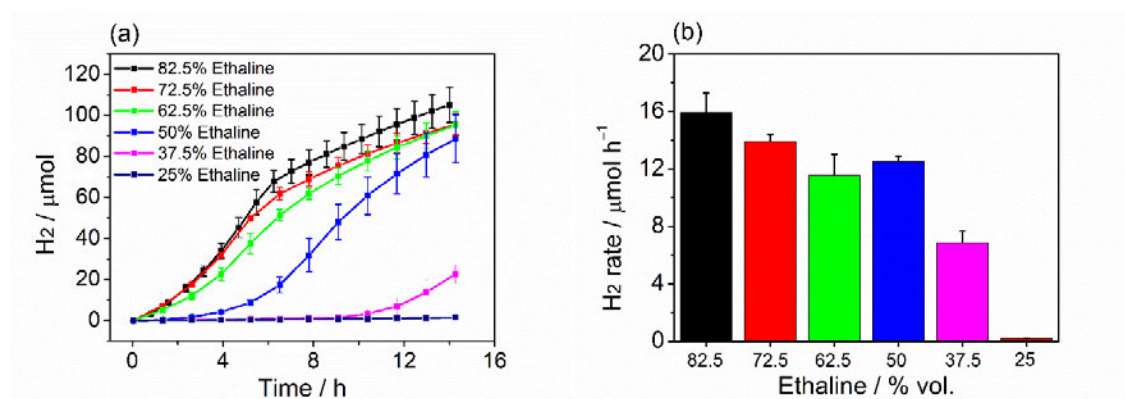 (a)
120
100
80
60
40
20
0
H₂ / μmol
82.5% Ethaline
72.5% Ethaline
62.5% Ethaline
50% Ethaline
37.5% Ethaline
25% Ethaline
0 4 8 12 16
Time / h
(b)
20
16
12
8
4
0
H₂ rate / μmol h⁻¹
82.5 72.5 62.5 50 37.5 25
Ethaline / % vol.